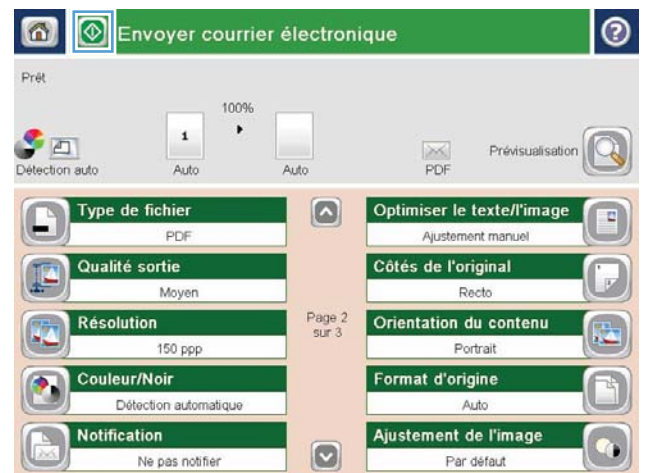 Envoyer courrier électronique
Prêt
100%
1
Détection auto
Auto
Auto
PDF
Prévisualisation
Type de fichier
PDF
Qualité sortie
Moyen
Résolution
150 ppp
Couleur/Noir
Détection automatique
Notification
Ne pas notifier
Page 2
sur 3
Optimiser le texte/l'image
Ajustement manuel
Côtés de l'original
Recto
Orientation du contenu
Portrait
Format d'origine
Auto
Ajustement de l'image
Par défaut